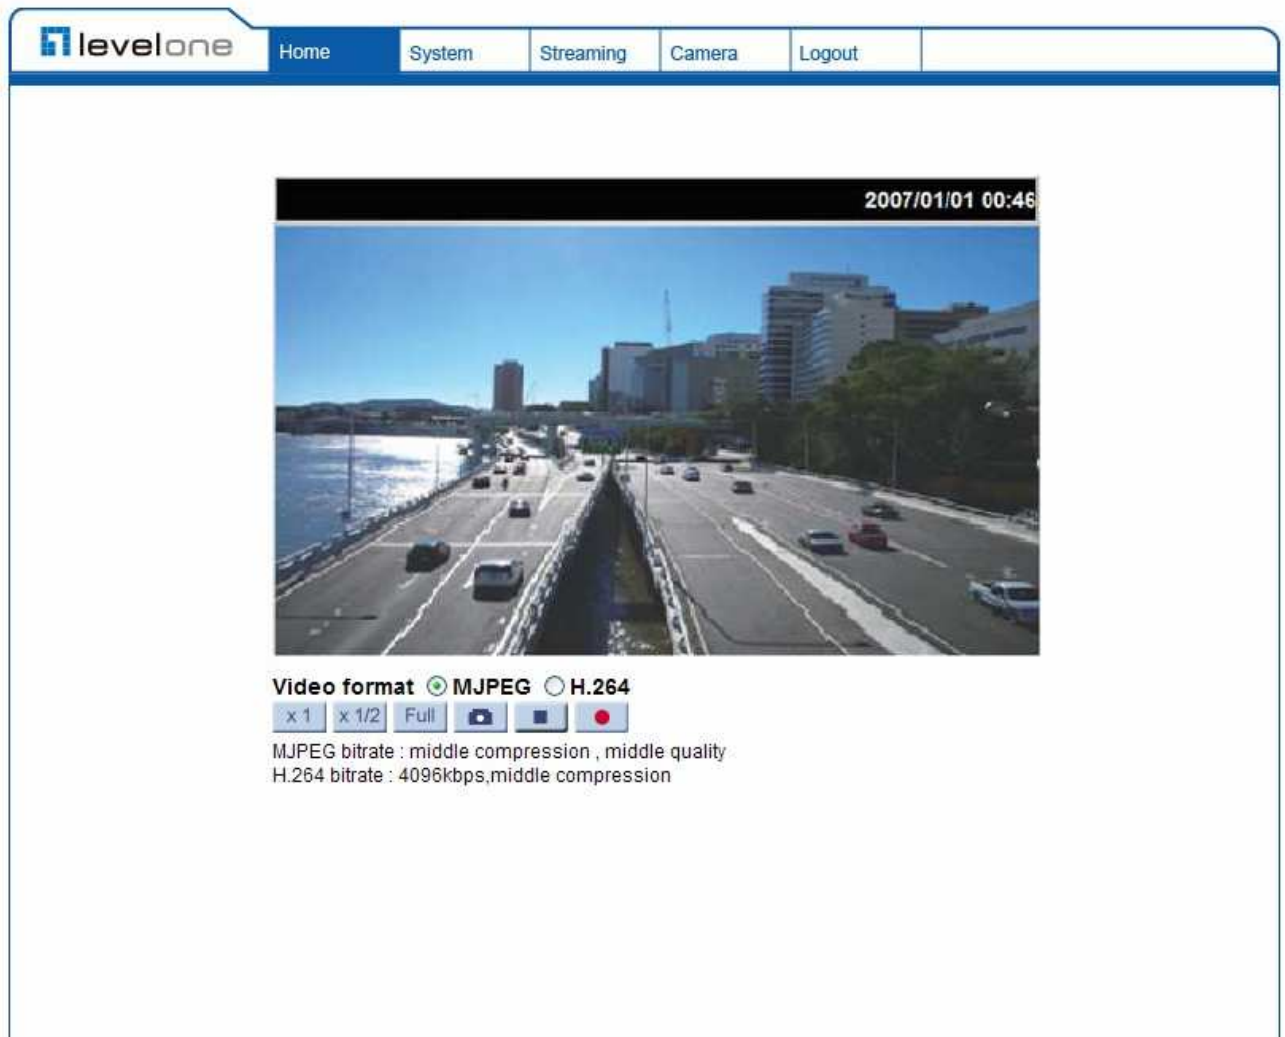 levelone
Home System Streaming Camera Logout
2007/01/01 00:46
Video format MJPEG H.264
x 1 x 1/2 Full
MJPEG bitrate : middle compression , middle quality
H.264 bitrate : 4096kbps,middle compression